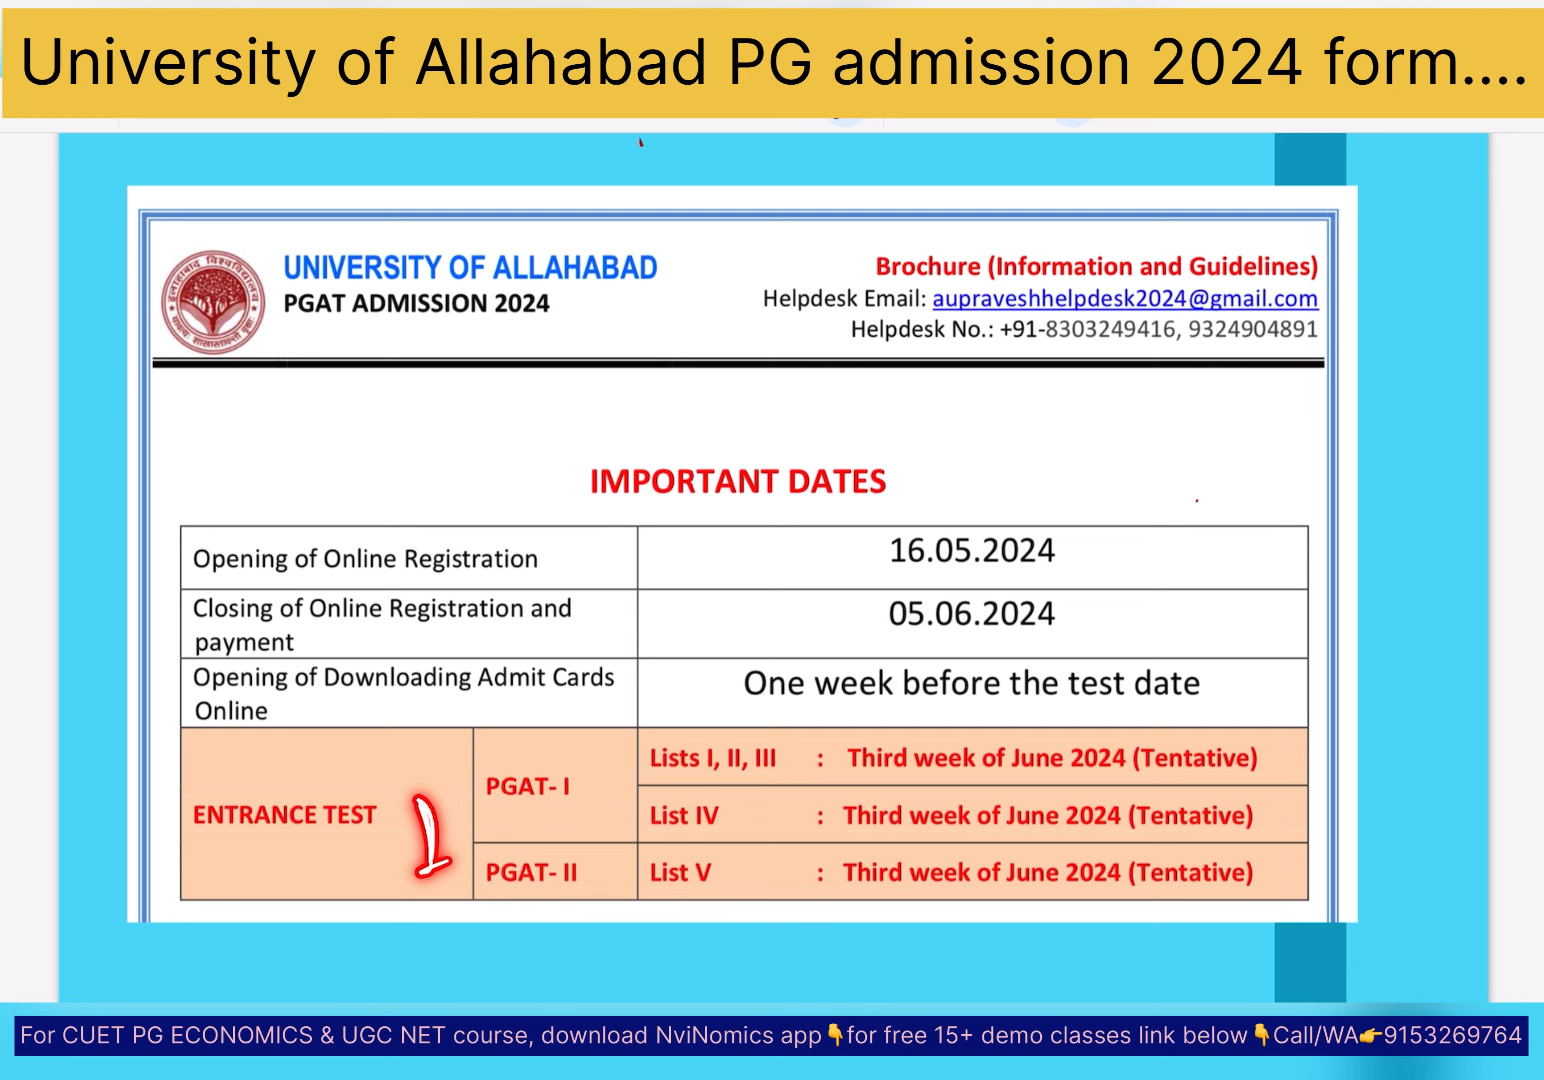 University of Allahabad PG admission 2024 form....
UNIVERSITY OF ALLAHABAD
PGAT ADMISSION 2024
Brochure (Information and Guidelines)
Helpdesk Email: aupraveshhelpdesk2024@gmail.com
Helpdesk No.: +91-8303249416, 9324904891
IMPORTANT DATES
Opening of Online Registration 16.05.2024
Closing of Online Registration and
payment
05.06.2024
Opening of Downloading Admit Cards
Online
One week before the test date
ENTRANCE TEST
PGAT- I
Lists I, II, III : Third week of June 2024 (Tentative)
List IV : Third week of June 2024 (Tentative)
PGAT- II
List V : Third week of June 2024 (Tentative)
For CUET PG ECONOMICS & UGC NET course, download NviNomics app👇for free 15+ demo classes link below👇Call/WA👉9153269764